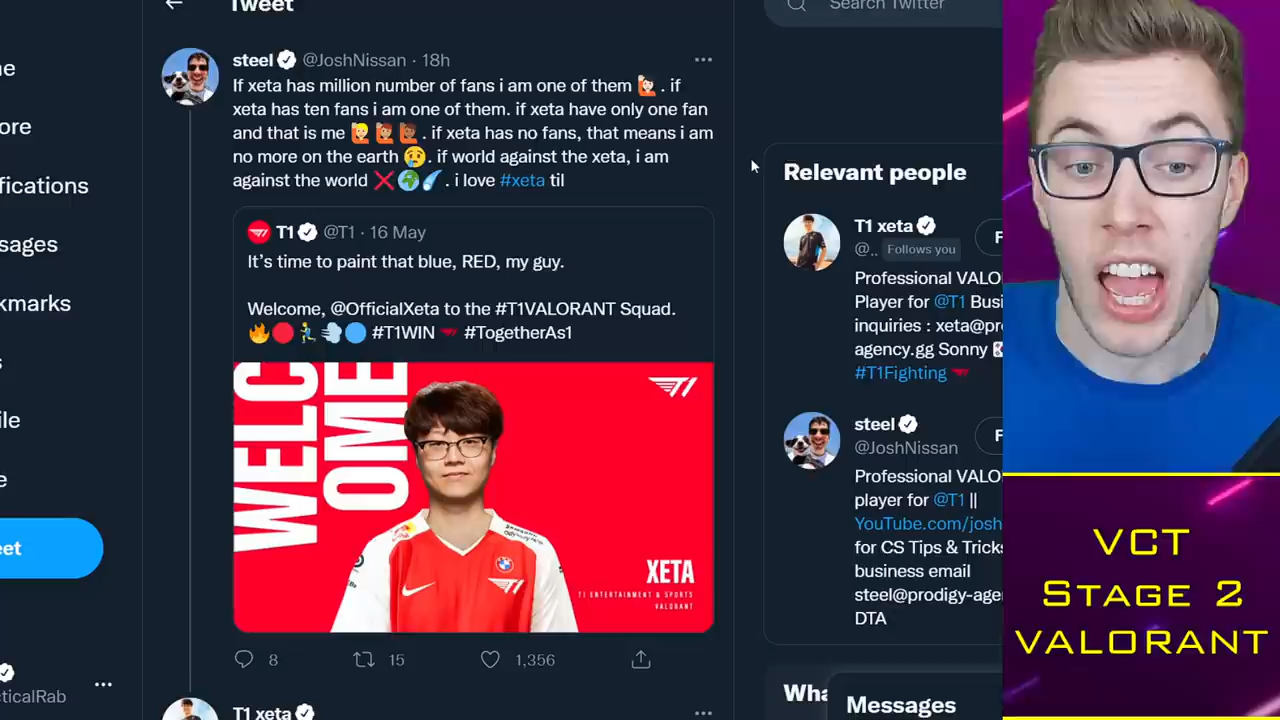 Tweet
Search Twitter
steel @JoshNissan · 18h
If xeta has million number of fans i am one of them 🙋🏻. if
xeta has ten fans i am one of them. if xeta have only one fan
and that is me 🙋🏼 🙋🏽 🙋🏾. if xeta has no fans, that means i am
no more on the earth 😢. if world against the xeta, i am
against the world ❌🌍☄️. i love #xeta til
T1 @T1 · 16 May
It's time to paint that blue, RED, my guy.
Welcome, @OfficialXeta to the #T1VALORANT Squad.
🔥🔴🏃‍♂️💨🔵 #T1WIN #TogetherAs1
WELC
OME
T1
XETA
T1 ENTERTAINMENT & SPORTS
VALORANT
8 15 1,356
T1 xeta
e
ore
ifications
sages
kmarks
s
ile
e
eet
cticalRab
Relevant people
T1 xeta
@.. Follows you
F
Professional VALO
Player for @T1 Busi
inquiries : xeta@pr
agency.gg Sonny
#T1Fighting
steel
@JoshNissan
F
Professional VALO
player for @T1 ||
YouTube.com/josh
for CS Tips & Tricks
business email
steel@prodigy-age
DTA
Wha
Messages
VCT
STAGE 2
VALORANT